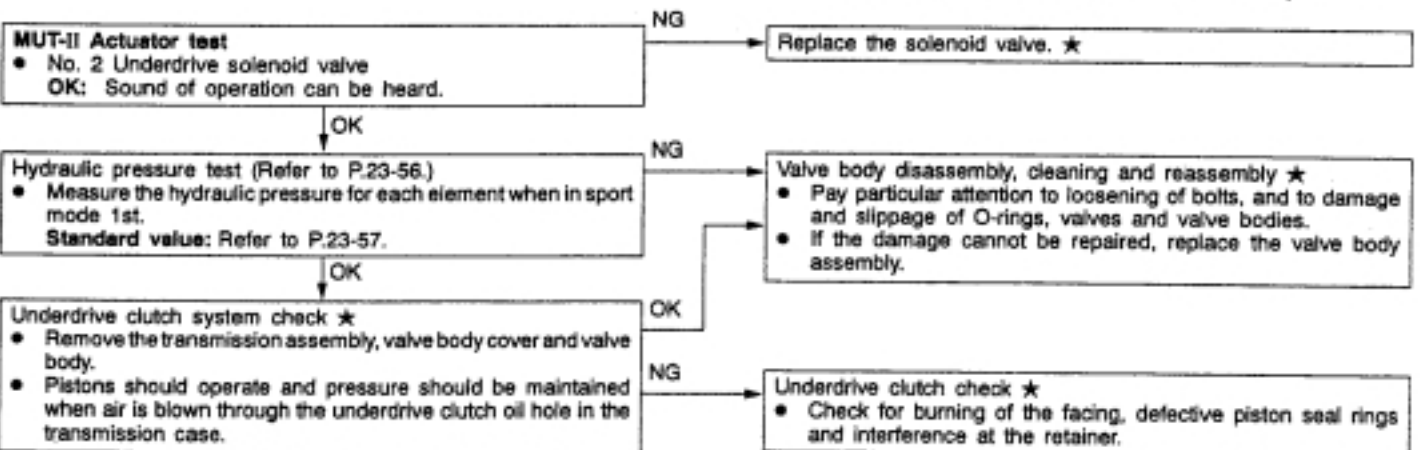 MUT-II Actuator test
● No. 2 Underdrive solenoid valve
OK: Sound of operation can be heard.
NG
Replace the solenoid valve. ★
OK
Hydraulic pressure test (Refer to P.23-56.)
● Measure the hydraulic pressure for each element when in sport
mode 1st.
Standard value: Refer to P.23-57.
NG
Valve body disassembly, cleaning and reassembly ★
● Pay particular attention to loosening of bolts, and to damage
and slippage of O-rings, valves and valve bodies.
● If the damage cannot be repaired, replace the valve body
assembly.
OK
Underdrive clutch system check ★
● Remove the transmission assembly, valve body cover and valve
body.
● Pistons should operate and pressure should be maintained
when air is blown through the underdrive clutch oil hole in the
transmission case.
OK
NG
Underdrive clutch check ★
● Check for burning of the facing, defective piston seal rings
and interference at the retainer.